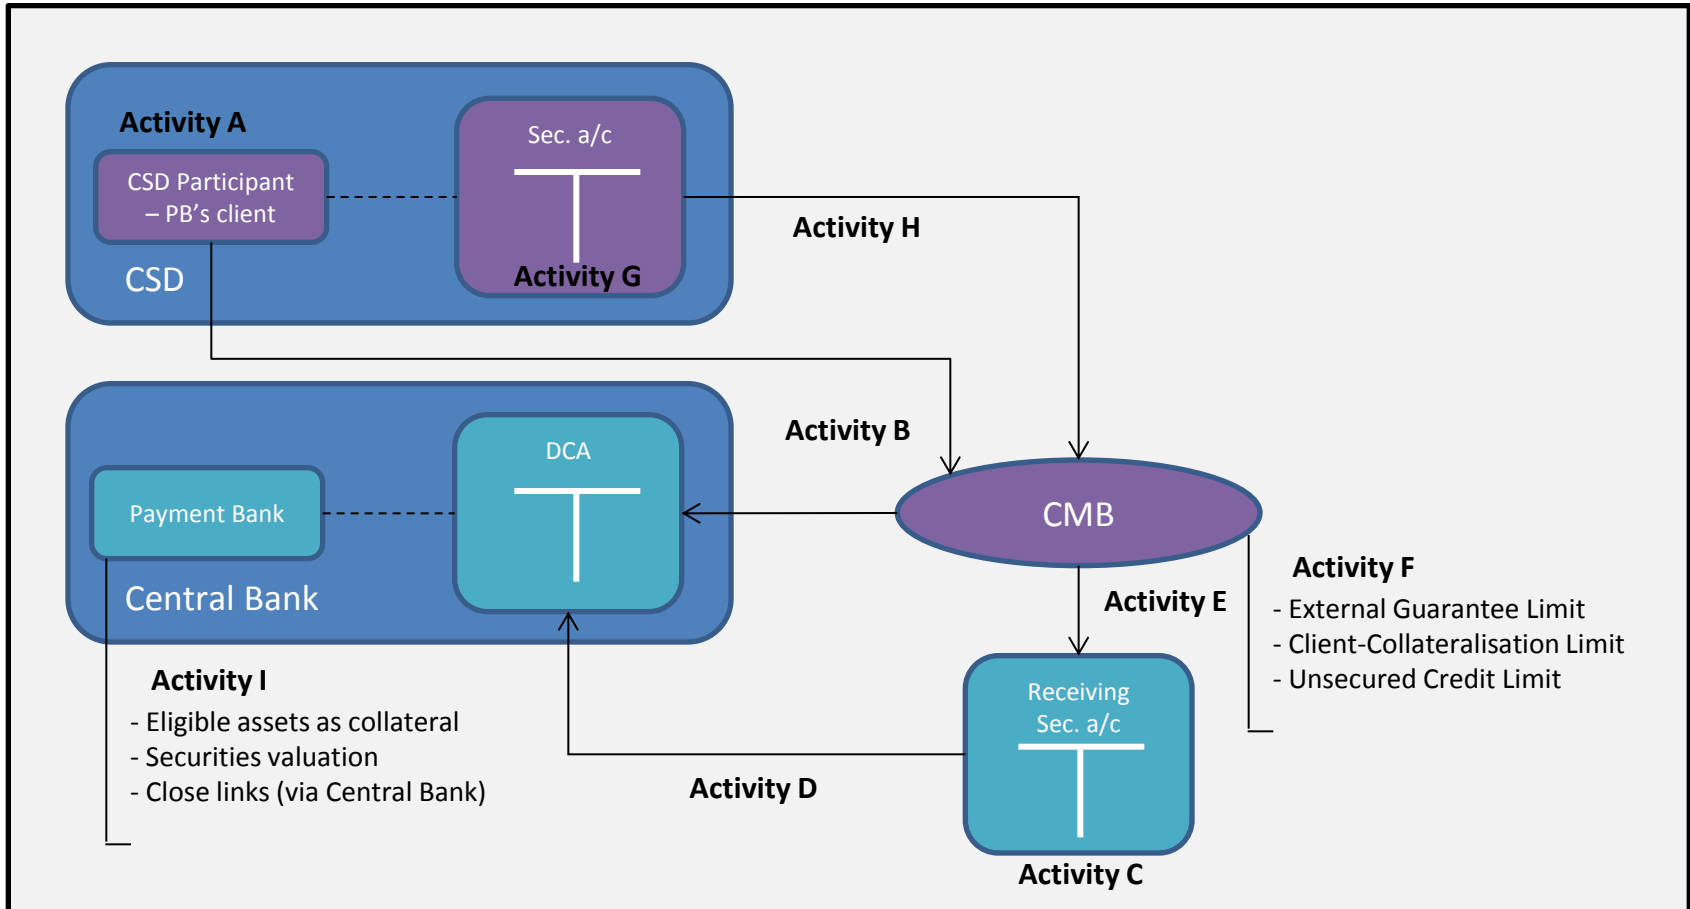 Activity A
CSD Participant
– PB's client
CSD
Sec. a/c
Activity G
Activity H
Activity B
Payment Bank
Central Bank
DCA
CMB
Activity E
Activity F
- External Guarantee Limit
- Client-Collateralisation Limit
- Unsecured Credit Limit
Activity I
- Eligible assets as collateral
- Securities valuation
- Close links (via Central Bank)
Activity D
Receiving
Sec. a/c
Activity C